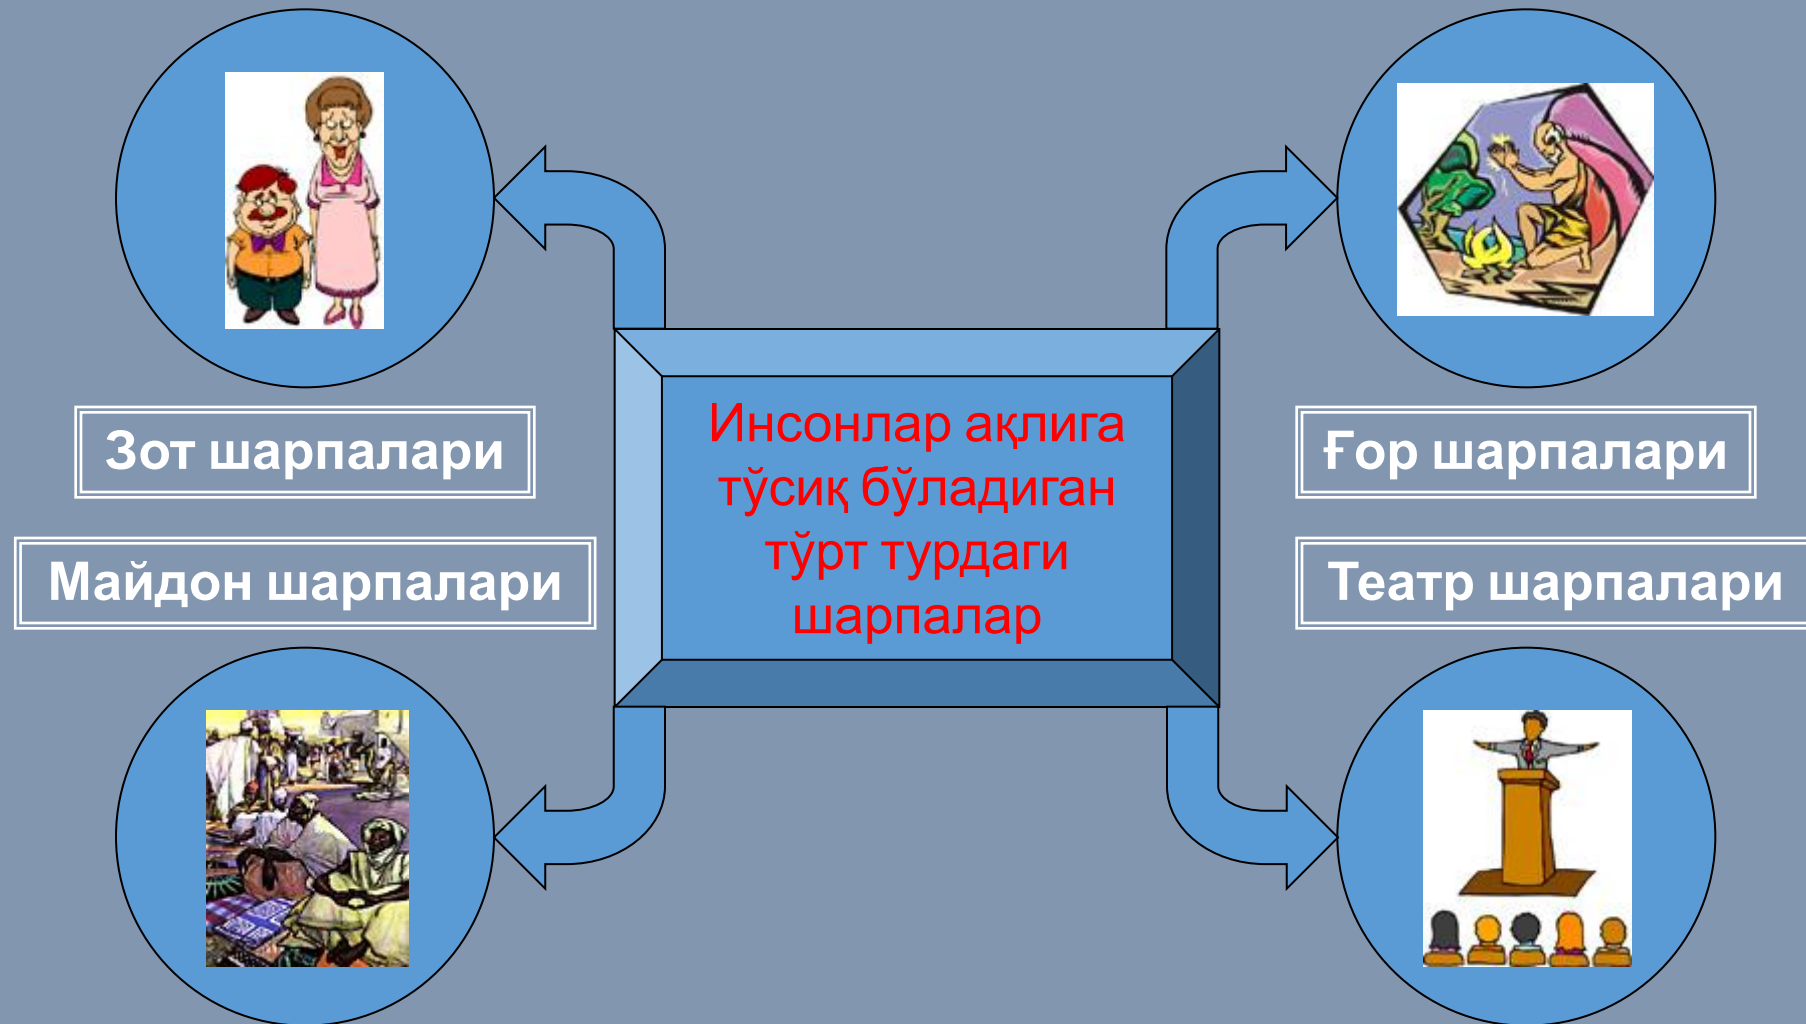 Зот шарпалари
Майдон шарпалари
Инсонлар ақлига
тўсиқ бўладиган
тўрт турдаги
шарпалар
Ғор шарпалари
Театр шарпалари